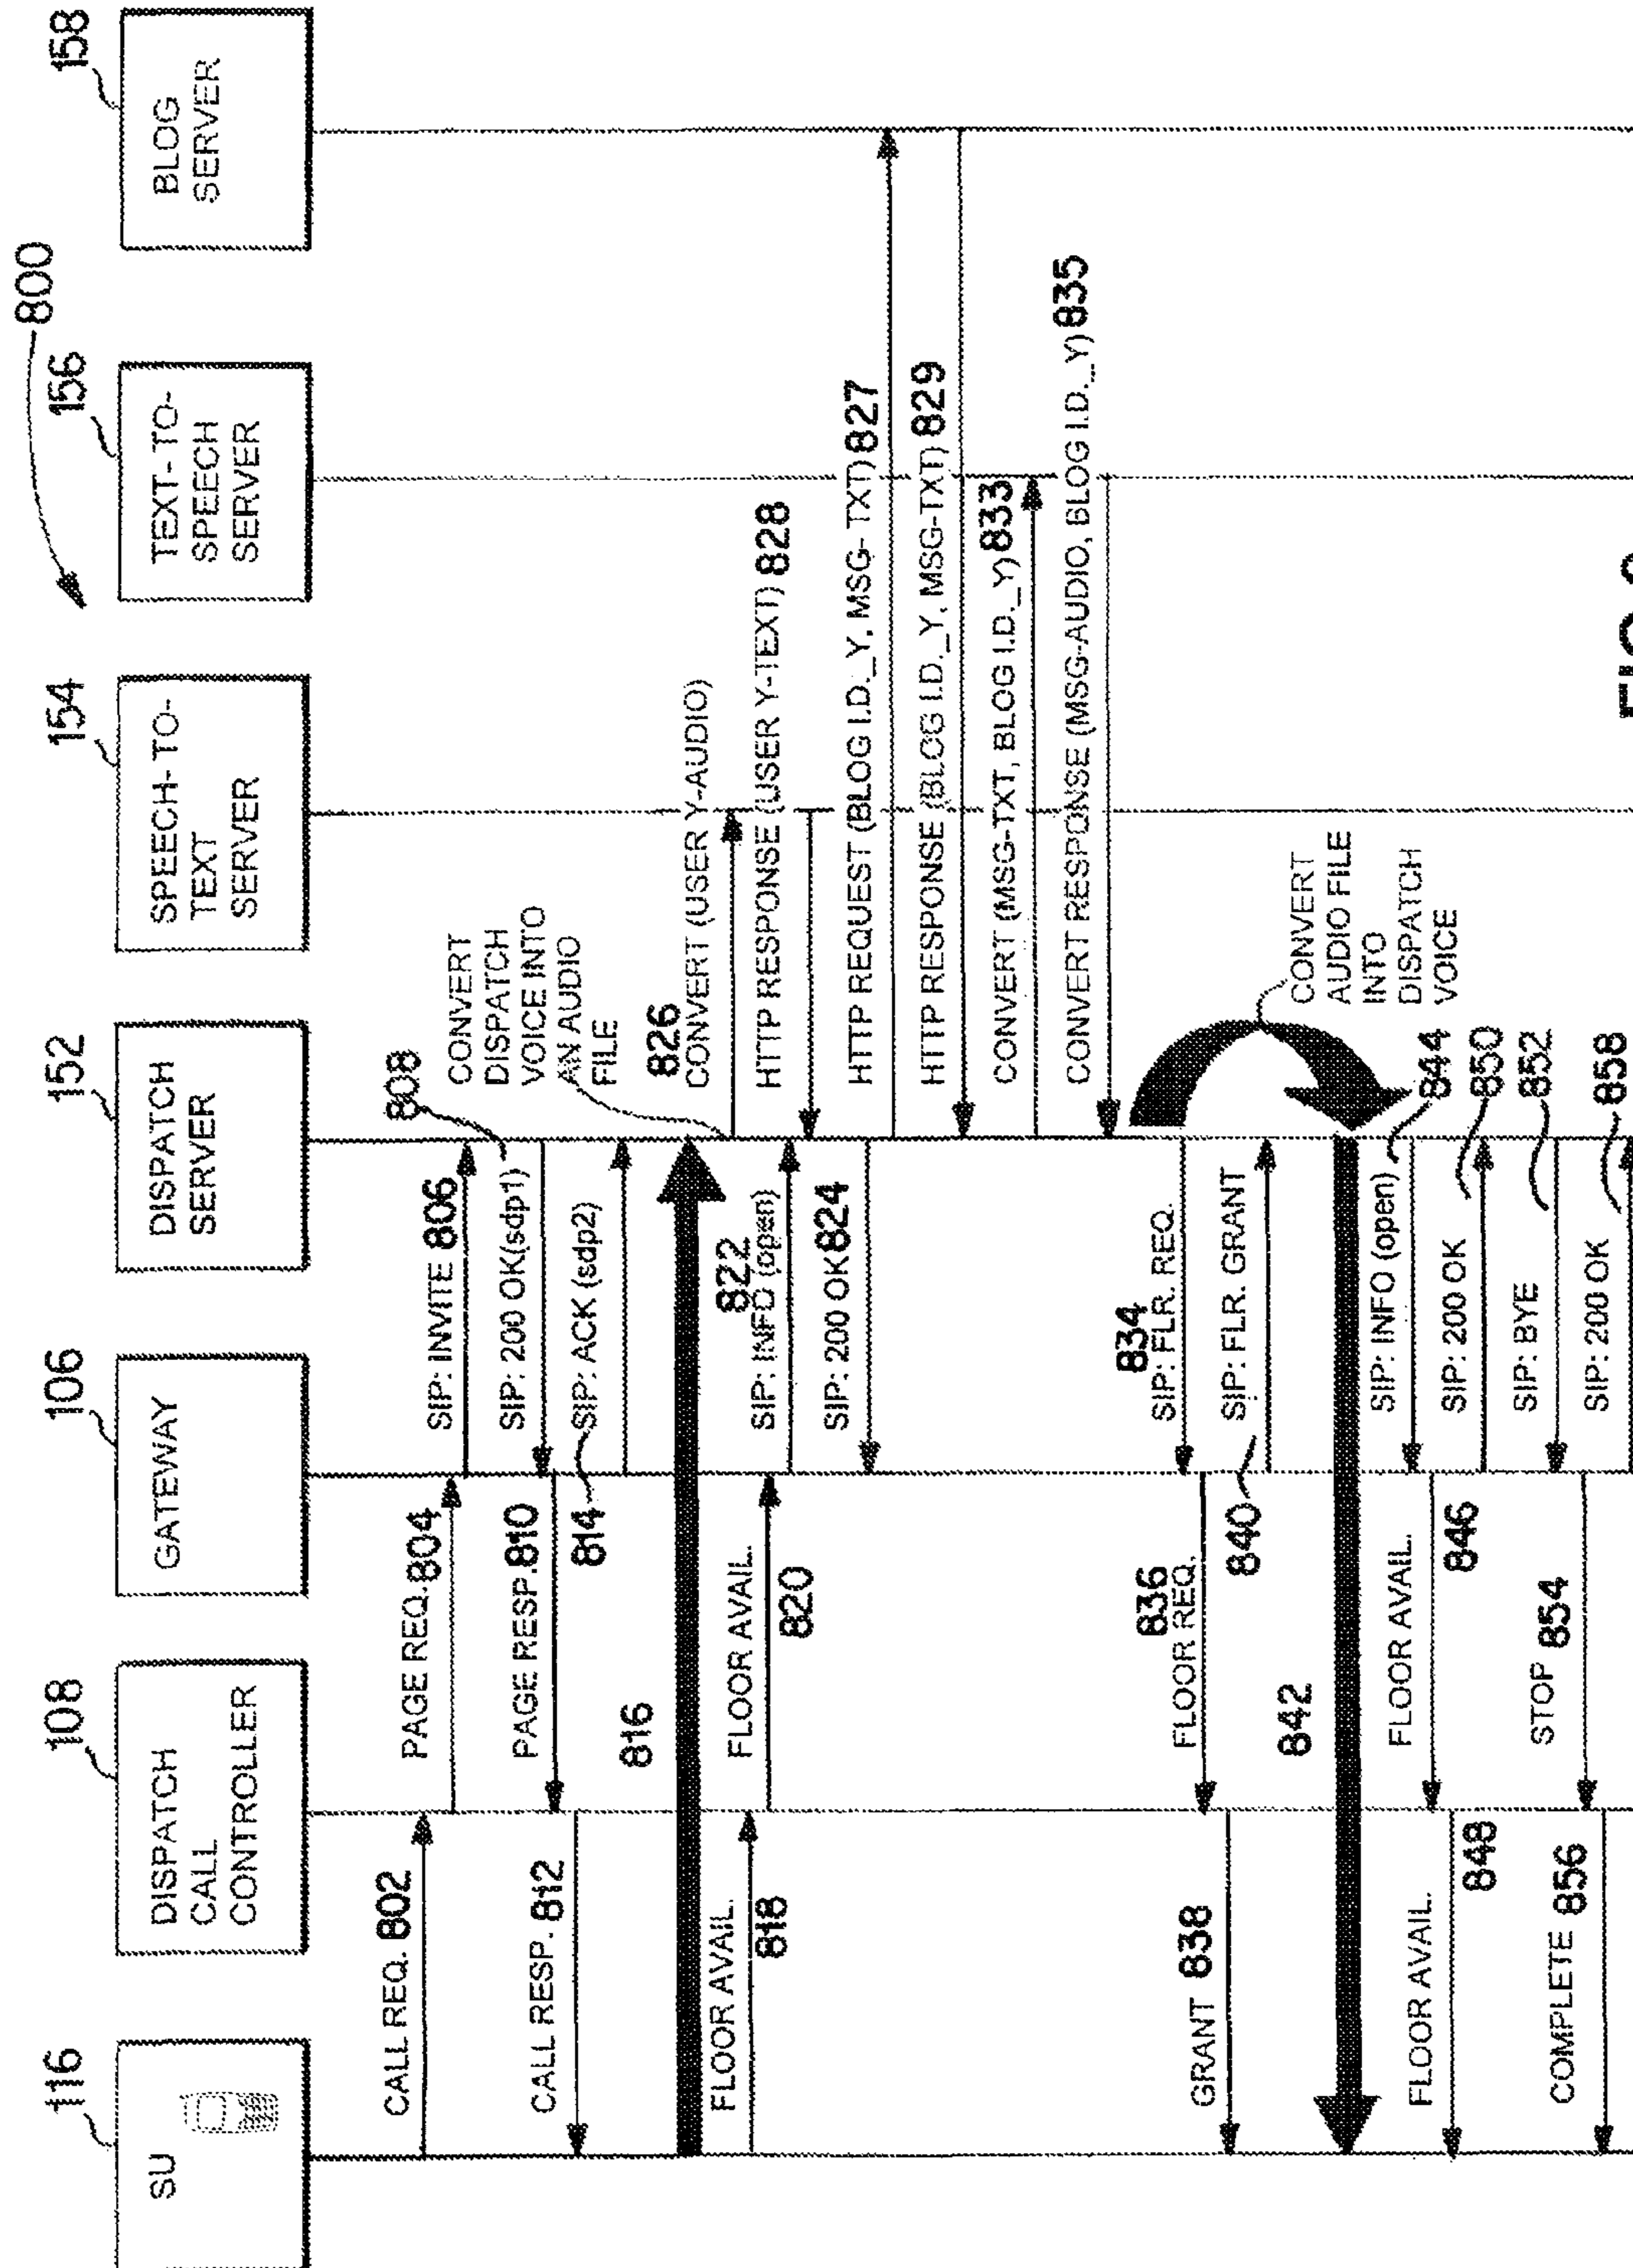 800
116
SU
108
DISPATCH
CALL
CONTROLLER
106
GATEWAY
152
DISPATCH
SERVER
154
SPEECH-TO-
TEXT
SERVER
156
TEXT-TO-
SPEECH
SERVER
158
BLOG
SERVER
CALL REQ. 802
PAGE REQ. 804
SIP: INVITE 806
808
SIP: 200 OK(sdp1)
PAGE RESP. 810
CALL RESP. 812
814
SIP: ACK (sdp2)
816
CONVERT
DISPATCH
VOICE INTO
AN AUDIO
FILE
FLOOR AVAIL.
818
FLOOR AVAIL.
820
822
SIP: INFO (open)
SIP: 200 OK 824
826
CONVERT (USER Y-AUDIO)
HTTP RESPONSE (USER Y-TEXT) 828
HTTP REQUEST (BLOG I.D._Y, MSG-TXT) 827
HTTP RESPONSE (BLOG I.D._Y, MSG-TXT) 829
CONVERT (MSG-TXT, BLOG I.D._Y) 833
CONVERT RESPONSE (MSG-AUDIO, BLOG I.D._Y) 835
834
SIP: FLR. REQ.
836
FLOOR REQ.
GRANT 838
SIP: FLR. GRANT
840
CONVERT
AUDIO FILE
INTO
DISPATCH
VOICE
842
SIP: INFO (open)
844
FLOOR AVAIL.
846
FLOOR AVAIL.
848
SIP: 200 OK
850
SIP: BYE
852
STOP 854
COMPLETE 856
SIP: 200 OK
858